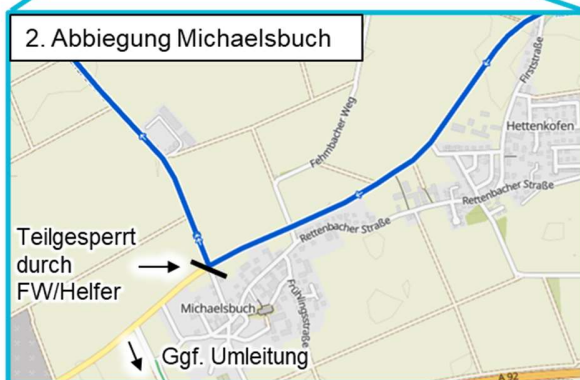 2. Abbiegung Michaelsbuch
Firststraße
Hettenkofen
Fehmbacher Weg
Rettenbacher Straße
Rettenbacher Straße
Teilgesperrt
durch
FW/Helfer
Michaelsbuch
Frühlingsstraße
Ggf. Umleitung
A 92